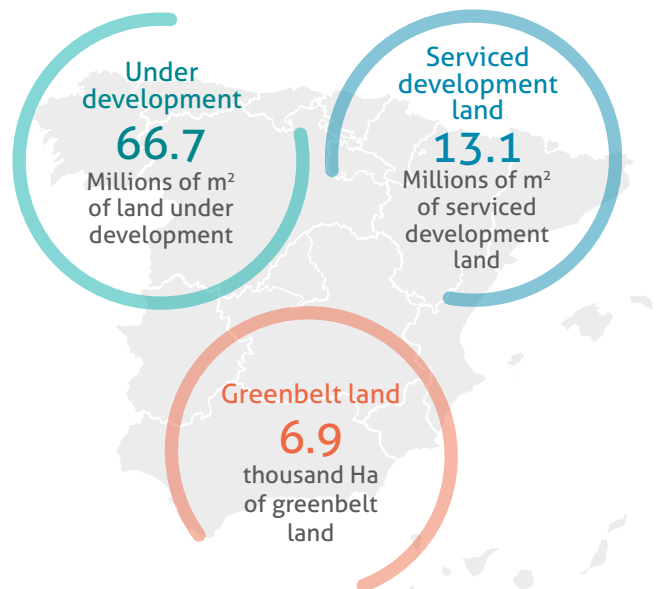 Under
development
66.7
Millions of m²
of land under
development
Serviced
development
land
13.1
Millions of m²
of serviced
development
land
Greenbelt land
6.9
thousand Ha
of greenbelt
land